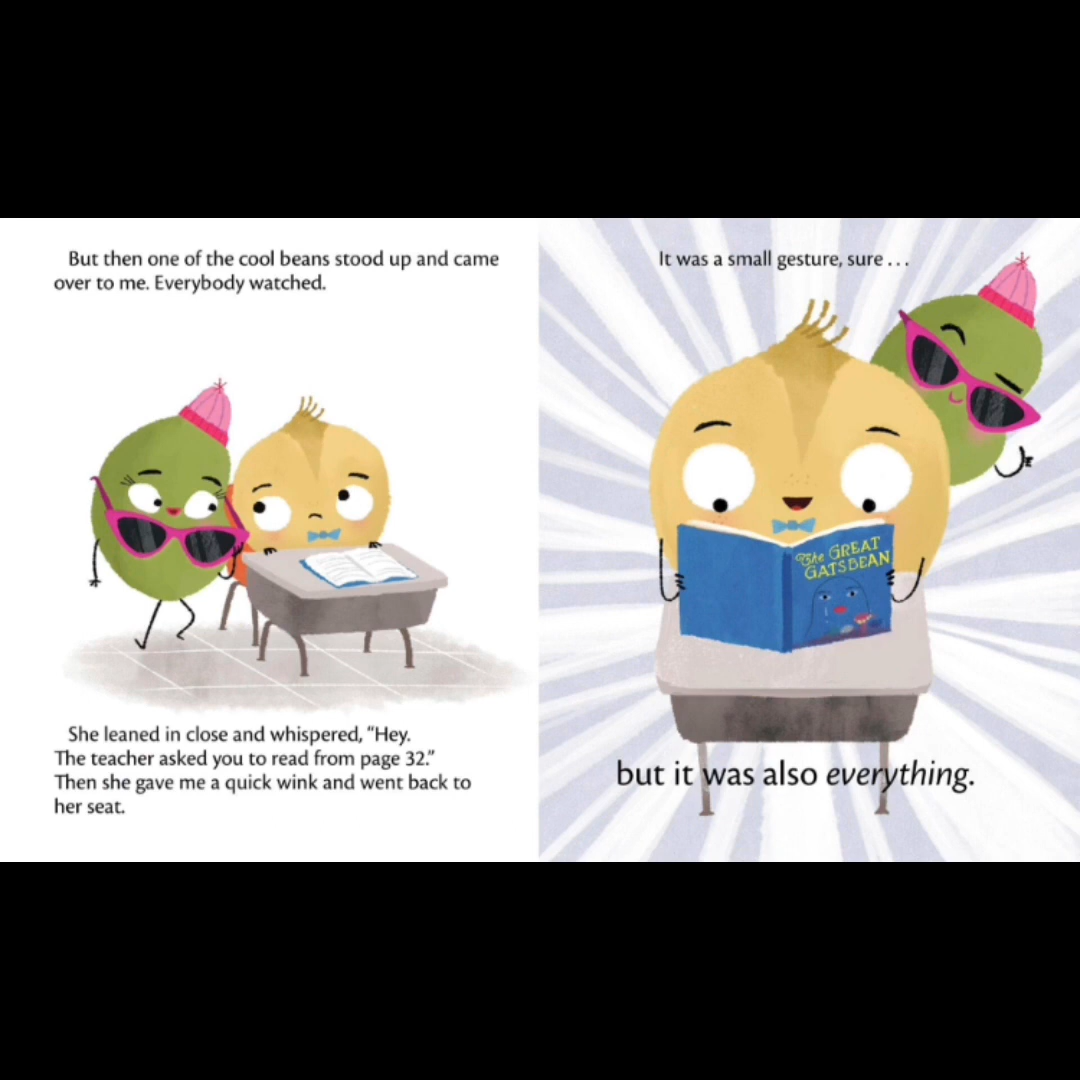 But then one of the cool beans stood up and came
over to me. Everybody watched.
She leaned in close and whispered, “Hey.
The teacher asked you to read from page 32.”
Then she gave me a quick wink and went back to
her seat.
It was a small gesture, sure . . .
The GREAT
GATSBEAN
but it was also everything.